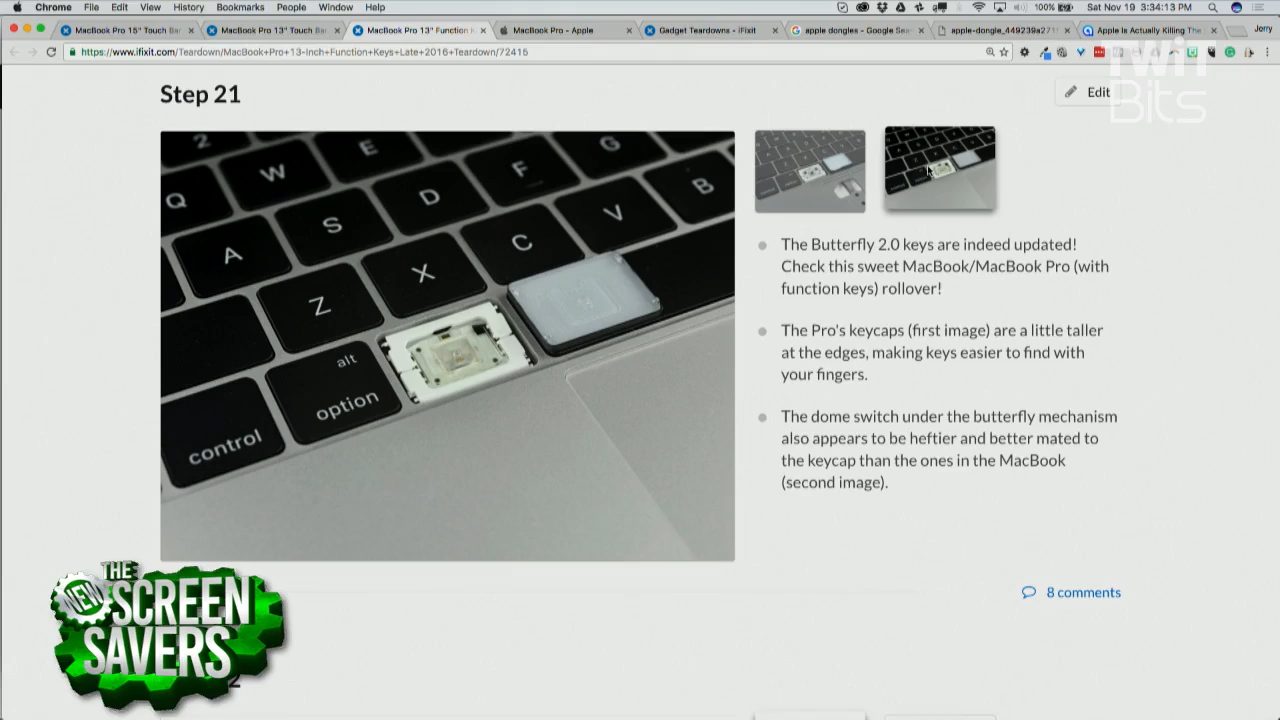 Chrome File Edit View History Bookmarks People Window Help 100% Sat Nov 19 3:34:13 PM
MacBook Pro 15" Touch Ba MacBook Pro 13" Touch Ba MacBook Pro 13" Function K MacBook Pro - Apple Gadget Teardowns - iFixit apple dongles - Google Sea apple-dongle_449239a271 Apple Is Actually Killing The Jerry
https://www.ifixit.com/Teardown/MacBook+Pro+13-Inch+Function+Keys+Late+2016+Teardown/72415
TWiT
Bits
Step 21
Edit
2 W E F G
Q S D V B
A X C
Z
alt
option
control
The Butterfly 2.0 keys are indeed updated!
Check this sweet MacBook/MacBook Pro (with
function keys) rollover!
The Pro's keycaps (first image) are a little taller
at the edges, making keys easier to find with
your fingers.
The dome switch under the butterfly mechanism
also appears to be heftier and better mated to
the keycap than the ones in the MacBook
(second image).
8 comments
THE
NEW
SCREEN
SAVERS
2